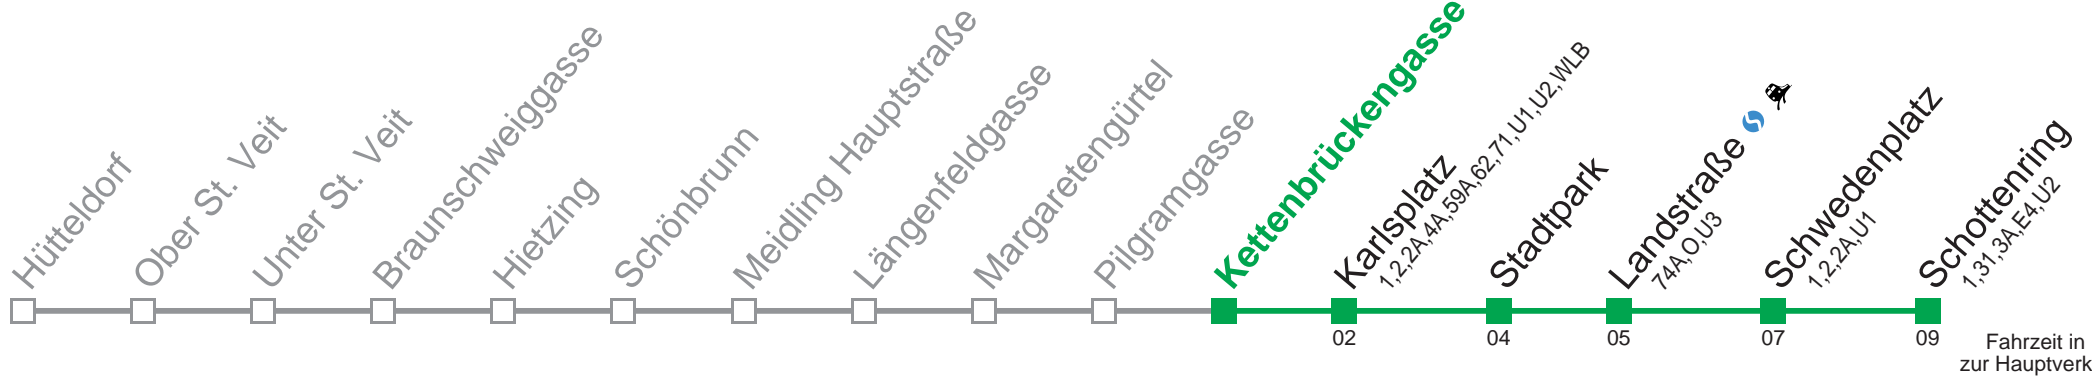 Hütteldorf
Ober St. Veit
Unter St. Veit
Braunschweiggasse
Hietzing
Schönbrunn
Meidling Hauptstraße
Längenfeldgasse
Margaretengürtel
Pilgramgasse
Kettenbrückengasse
Karlsplatz
1,2,2A,4A,59A,62,71,U1,U2,WLB
Stadtpark
Landstraße
74A,O,U3
Schwedenplatz
1,2,2A,U1
Schottenring
1,31,3A,E4,U2
02
04
05
07
09
Fahrzeit in
zur Hauptverk